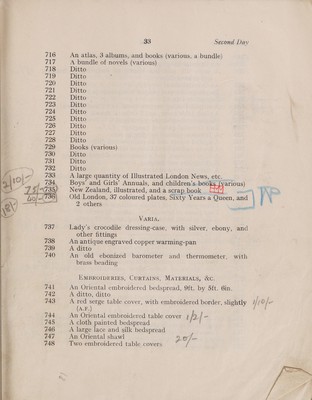 33 Second Day
716 An atlas, 3 albums, and books (various, a bundle)
717 A bundle of novels (various)
718 Ditto
719 Ditto
720 Ditto
721 Ditto
722 Ditto
723 Ditto
724 Ditto
725 Ditto
726 Ditto
727 Ditto
728 Ditto
729 Books (various)
730 Ditto
731 Ditto
732 Ditto
733 A large quantity of Illustrated London News, etc.
734 Boys' and Girls' Annuals, and children's books (various)
735 New Zealand, illustrated, and a scrap book
736 Old London, 37 coloured plates, Sixty Years a Queen, and
2 others
VARIA.
737 Lady's crocodile dressing-case, with silver, ebony, and
other fittings
738 An antique engraved copper warming-pan
739 A ditto
740 An old ebonized barometer and thermometer, with
brass beading
EMBROIDERIES, CURTAINS, MATERIALS, &c.
741 An Oriental embroidered bedspread, 9ft. by 5ft. 6in.
742 A ditto, ditto
743 A red serge table cover, with embroidered border, slightly
(A.F.)
744 An Oriental embroidered table cover 12/-
745 A cloth painted bedspread
746 A large lace and silk bedspread
747 An Oriental shawl 20/-
748 Two embroidered table covers